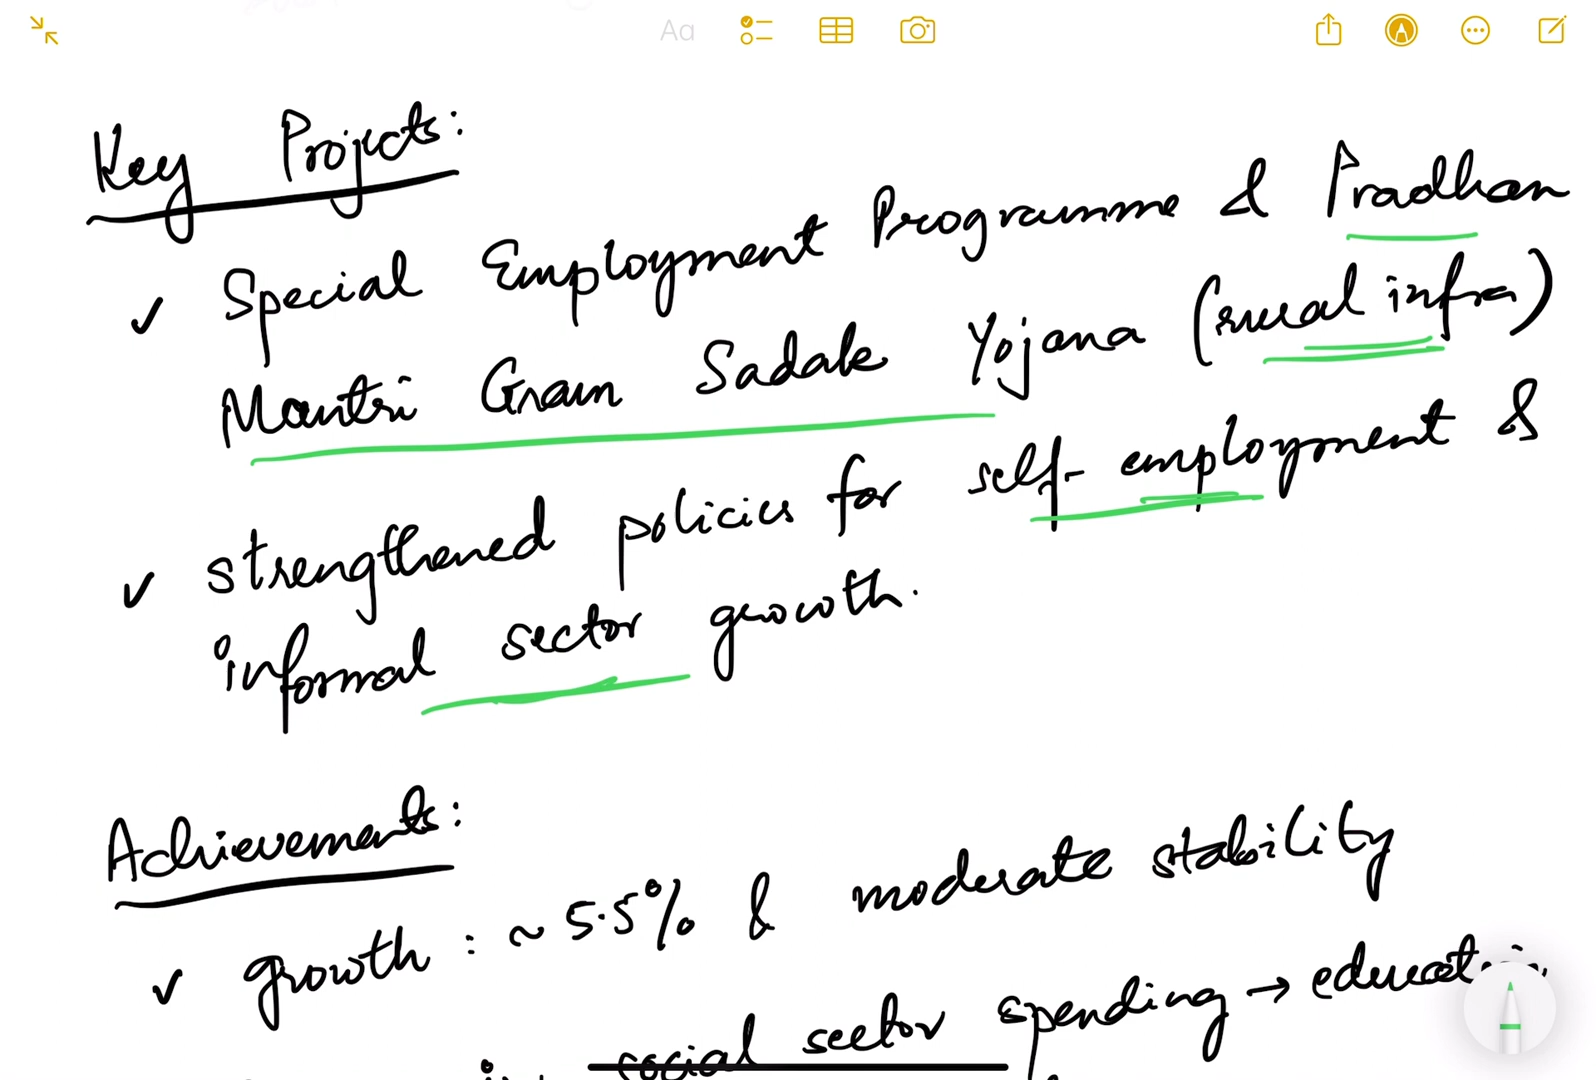 Aa
Key Projects:
✓ Special Employment Programme & Pradhan
Mantri Gram Sadak Yojana (rural infra)
✓ strengthened policies for self-employment &
informal sector growth.
Achievements:
✓ growth: ~ 5.5% & moderate stability
social sector spending →